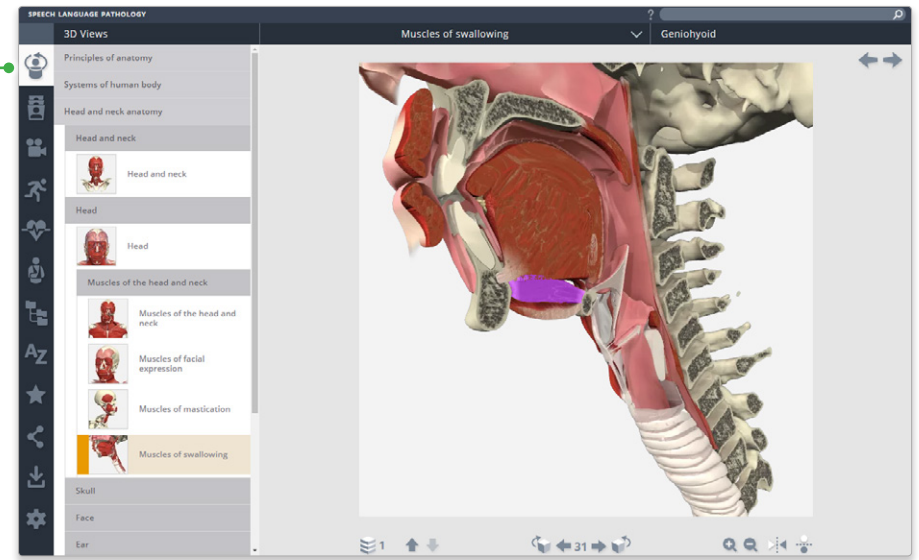 SPEECH LANGUAGE PATHOLOGY
?
3D Views
Muscles of swallowing
Geniohyoid
Principles of anatomy
Systems of human body
Head and neck anatomy
Head and neck
Head and neck
Head
Head
Muscles of the head and neck
Muscles of the head and
neck
Muscles of facial
expression
Muscles of mastication
Muscles of swallowing
Skull
Face
Ear
AZ
1
31